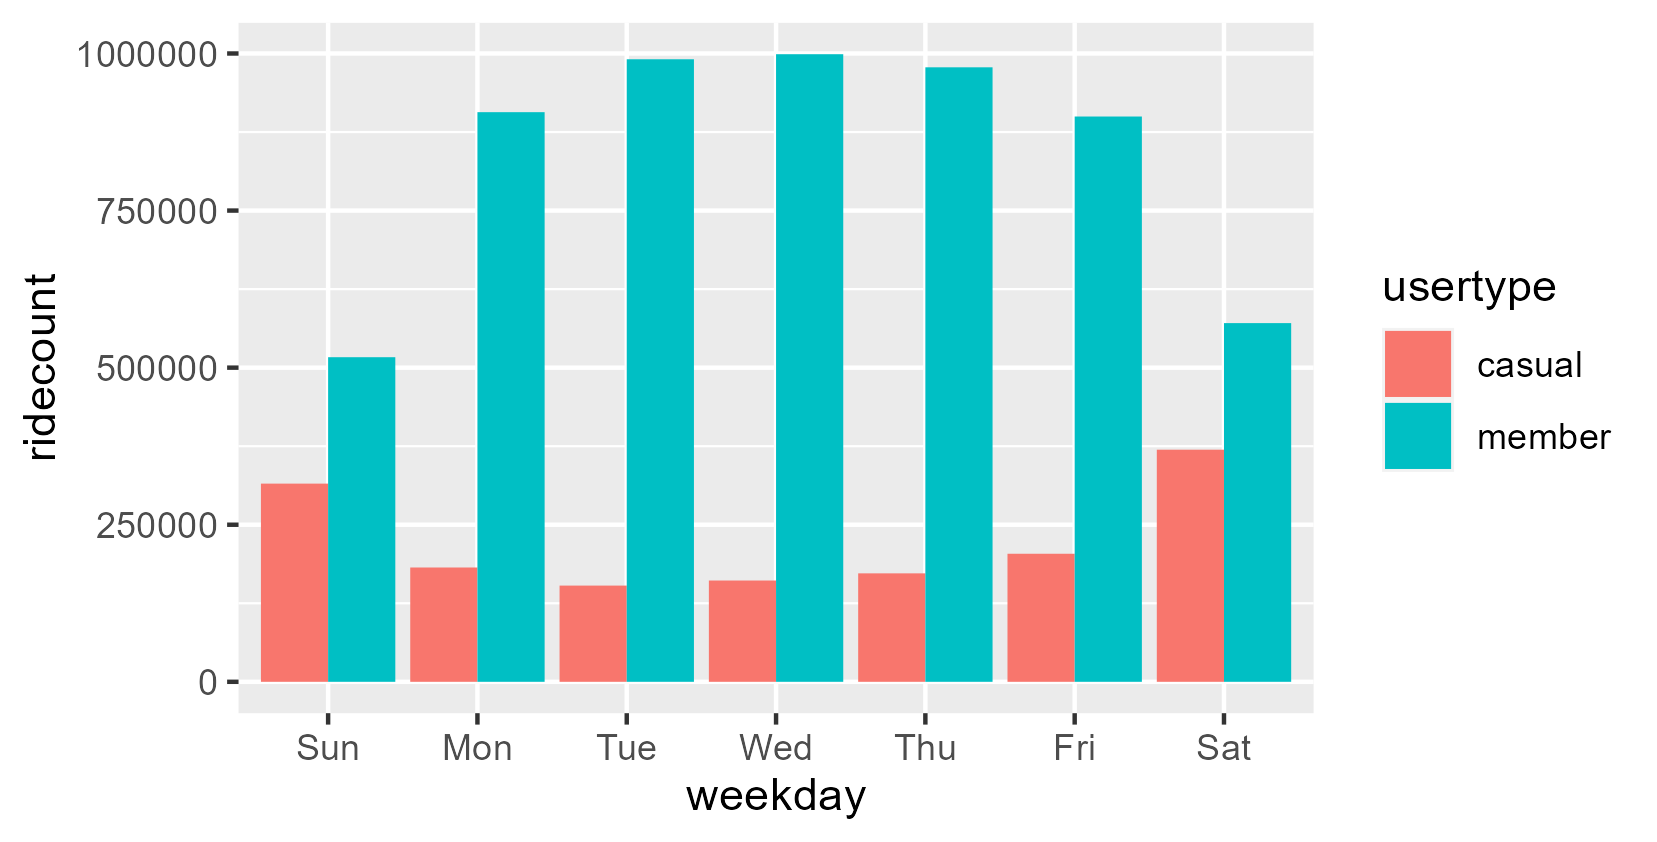 ridecount
1000000
750000
500000
250000
0
Sun Mon Tue Wed Thu Fri Sat
weekday
usertype
casual
member